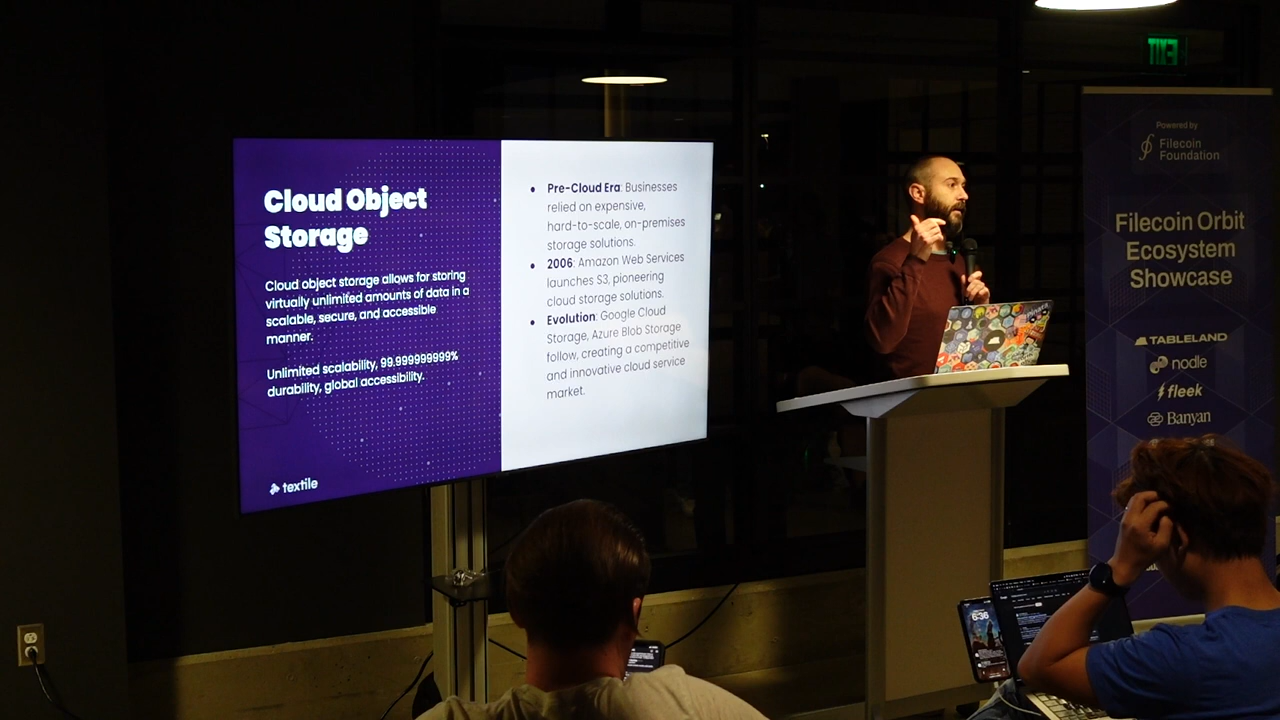 Cloud Object
Storage
Cloud object storage allows for storing
virtually unlimited amounts of data in a
scalable, secure, and accessible
manner.
Unlimited scalability, 99.999999999%
durability, global accessibility.
textile
• Pre-Cloud Era: Businesses
relied on expensive,
hard-to-scale, on-premises
storage solutions.
• 2006: Amazon Web Services
launches S3, pioneering
cloud storage solutions.
• Evolution: Google Cloud
Storage, Azure Blob Storage
follow, creating a competitive
and innovative cloud service
market.
EXIT
Powered by
Filecoin
Foundation
Filecoin Orbit
Ecosystem
Showcase
TABLELAND
nodle
fleek
Banyan
6:36